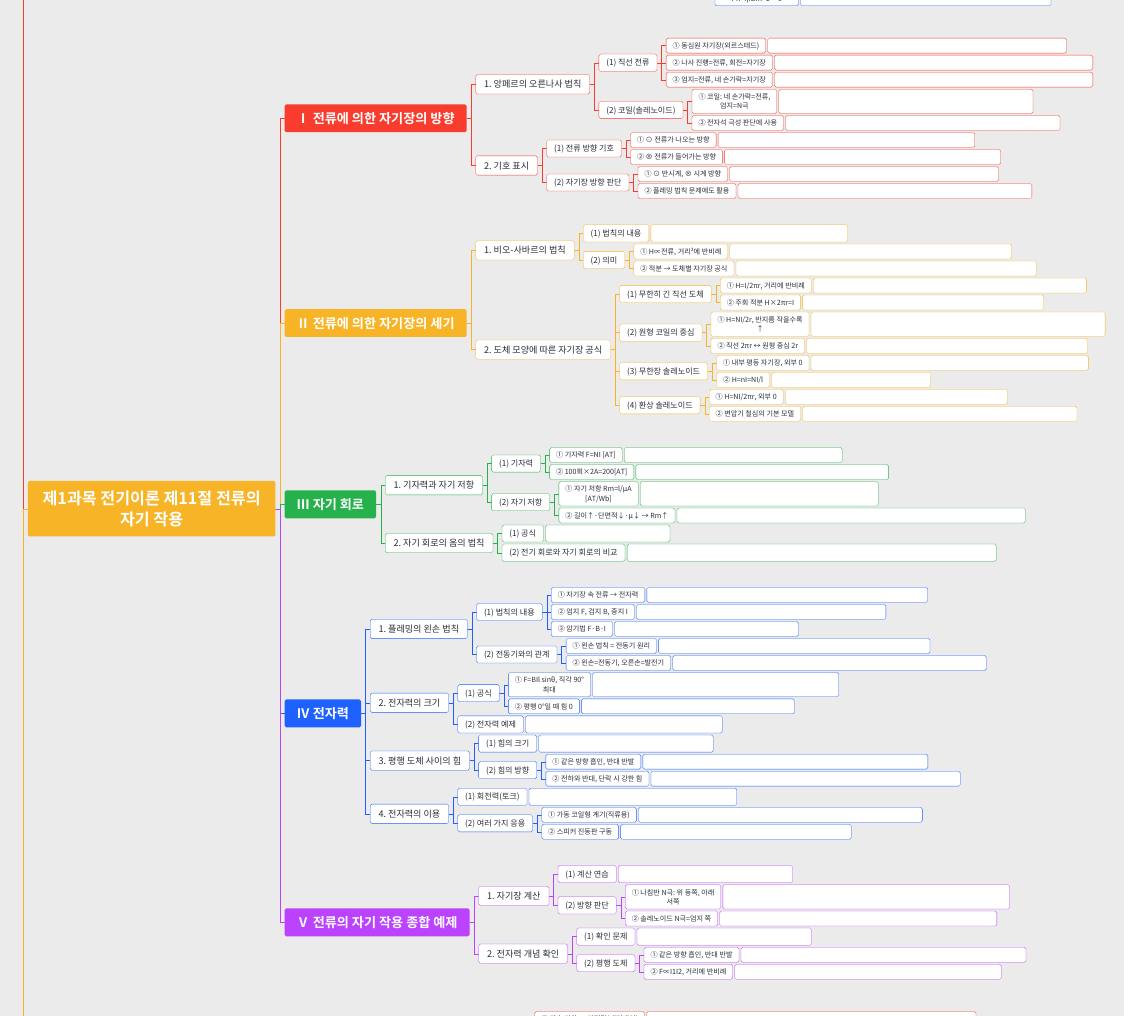 제1과목 전기이론 제11절 전류의
자기 작용
Ⅰ 전류에 의한 자기장의 방향
1. 앙페르의 오른나사 법칙
(1) 직선 전류
① 동심원 자기장(외르스테드)
② 나사 진행=전류, 회전=자기장
③ 엄지=전류, 네 손가락=자기장
(2) 코일(솔레노이드)
① 코일: 네 손가락=전류,
엄지=N극
② 전자석 극성 판단에 사용
2. 기호 표시
(1) 전류 방향 기호
① ⊙ 전류가 나오는 방향
② ⊗ 전류가 들어가는 방향
(2) 자기장 방향 판단
① ⊙ 반시계, ⊗ 시계 방향
② 플레밍 법칙 문제에도 활용
Ⅱ 전류에 의한 자기장의 세기
1. 비오-사바르의 법칙
(1) 법칙의 내용
(2) 의미
① H∝전류, 거리²에 반비례
② 적분 → 도체별 자기장 공식
2. 도체 모양에 따른 자기장 공식
(1) 무한히 긴 직선 도체
① H=I/2πr, 거리에 반비례
② 주회 적분 H×2πr=I
(2) 원형 코일의 중심
① H=NI/2r, 반지름 작을수록
↑
② 직선 2πr ↔ 원형 중심 2r
(3) 무한장 솔레노이드
① 내부 평등 자기장, 외부 0
② H=nI=NI/l
(4) 환상 솔레노이드
① H=NI/2πr, 외부 0
② 변압기 철심의 기본 모델
Ⅲ 자기 회로
1. 기자력과 자기 저항
(1) 기자력
① 기자력 F=NI [AT]
② 100회×2A=200[AT]
(2) 자기 저항
① 자기 저항 Rm=l/μA
[AT/Wb]
② 길이↑·단면적↓·μ↓ → Rm↑
2. 자기 회로의 옴의 법칙
(1) 공식
(2) 전기 회로와 자기 회로의 비교
Ⅳ 전자력
1. 플레밍의 왼손 법칙
(1) 법칙의 내용
① 자기장 속 전류 → 전자력
② 엄지 F, 검지 B, 중지 I
③ 암기법 F·B·I
(2) 전동기와의 관계
① 왼손 법칙 = 전동기 원리
② 왼손=전동기, 오른손=발전기
2. 전자력의 크기
(1) 공식
① F=BIl sinθ, 직각 90°
최대
② 평행 0°일 때 힘 0
(2) 전자력 예제
3. 평행 도체 사이의 힘
(1) 힘의 크기
(2) 힘의 방향
① 같은 방향 흡인, 반대 반발
② 전하와 반대, 단락 시 강한 힘
4. 전자력의 이용
(1) 회전력(토크)
(2) 여러 가지 응용
① 가동 코일형 계기(직류용)
② 스피커 진동판 구동
Ⅴ 전류의 자기 작용 종합 예제
1. 자기장 계산
(1) 계산 연습
(2) 방향 판단
① 나침반 N극: 위 동쪽, 아래
서쪽
② 솔레노이드 N극=엄지 쪽
2. 전자력 개념 확인
(1) 확인 문제
(2) 평행 도체
① 같은 방향 흡인, 반대 반발
② F∝I1I2, 거리에 반비례